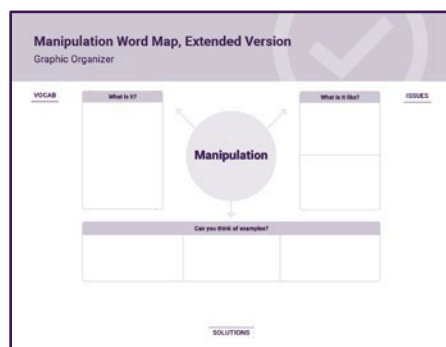 Manipulation Word Map, Extended Version
Graphic Organizer
VOCAB
What is it?
What is it like?
ISSUES
Manipulation
Can you think of examples?
SOLUTIONS